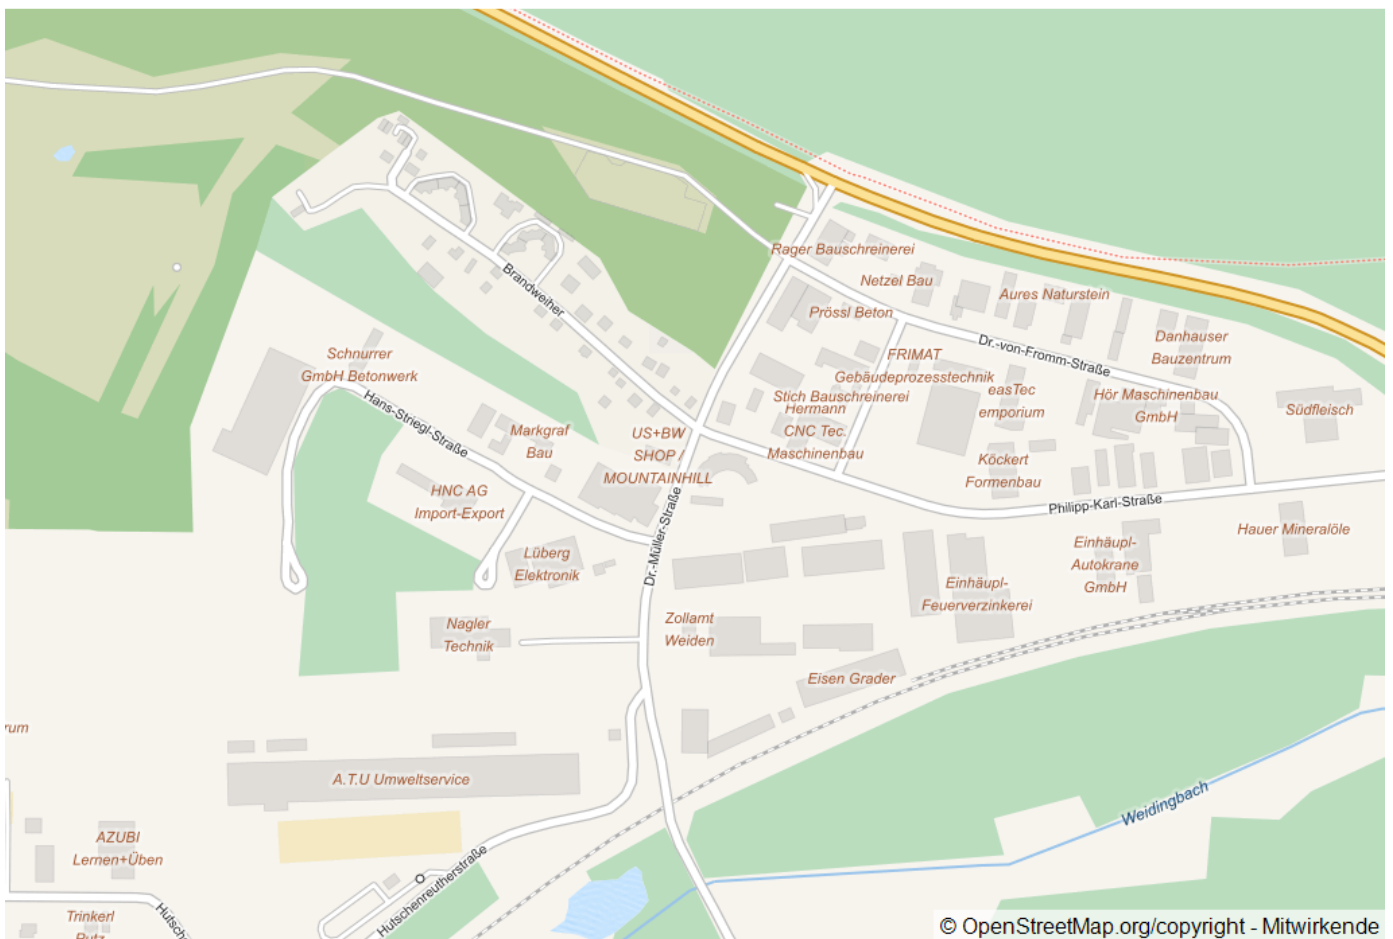 Rager Bauschreinerei
Netzel Bau
Aures Naturstein
Prössl Beton
Brandweiher
Danhauser
Bauzentrum
Dr.-von-Fromm-Straße
Schnurrer
GmbH Betonwerk
FRIMAT
Gebäudeprozesstechnik
Stich Bauschreinerei
easTec
emporium
Hör Maschinenbau
GmbH
Südfleisch
Hans-Striegl-Straße
Hermann
CNC Tec.
Maschinenbau
Markgraf
Bau
US+BW
SHOP /
MOUNTAINHILL
Köckert
Formenbau
HNC AG
Import-Export
Philipp-Karl-Straße
Dr.-Müller-Straße
Hauer Mineralöle
Einhäupl-
Autokrane
GmbH
Lüberg
Elektronik
Einhäupl-
Feuerverzinkerei
Nagler
Technik
Zollamt
Weiden
Eisen Grader
rum
A.T.U Umweltservice
Weidingbach
AZUBI
Lernen+Üben
Hutschenreutherstraße
Trinkerl
Putz
Hutsche
© OpenStreetMap.org/copyright - Mitwirkende